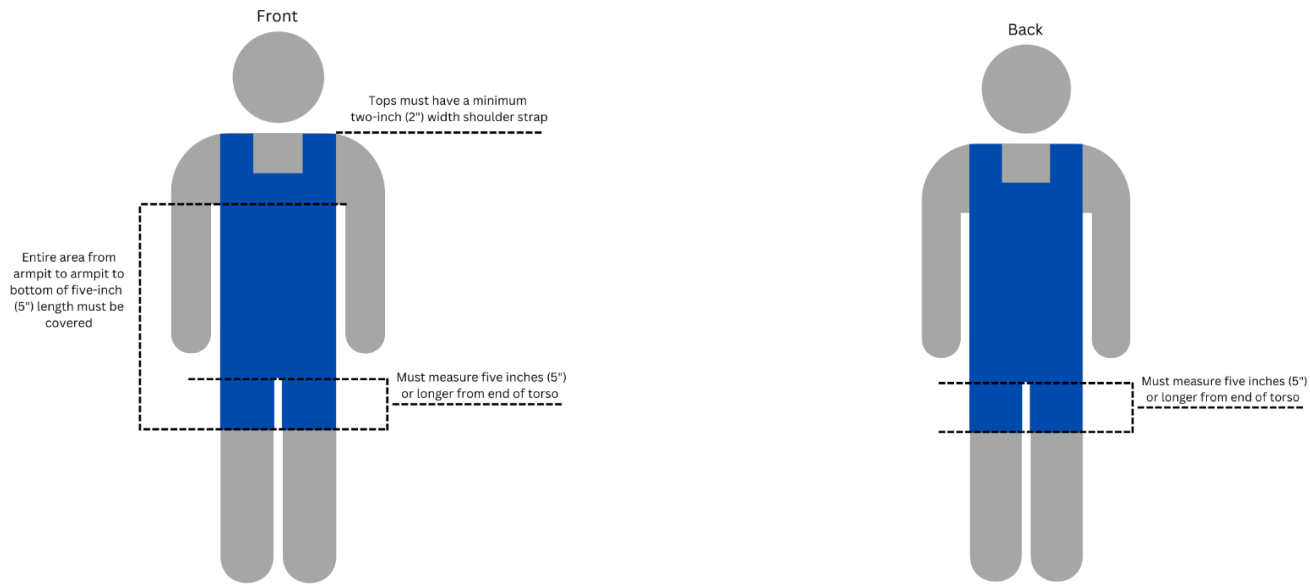 Front
Tops must have a minimum
two-inch (2") width shoulder strap
Entire area from
armpit to armpit to
bottom of five-inch
(5") length must be
covered
Must measure five inches (5")
or longer from end of torso
Back
Must measure five inches (5")
or longer from end of torso